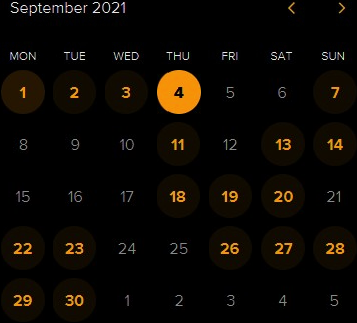 September 2021
MON TUE WED THU FRI SAT SUN
1 2 3 4 5 6 7
8 9 10 11 12 13 14
15 16 17 18 19 20 21
22 23 24 25 26 27 28
29 30 1 2 3 4 5